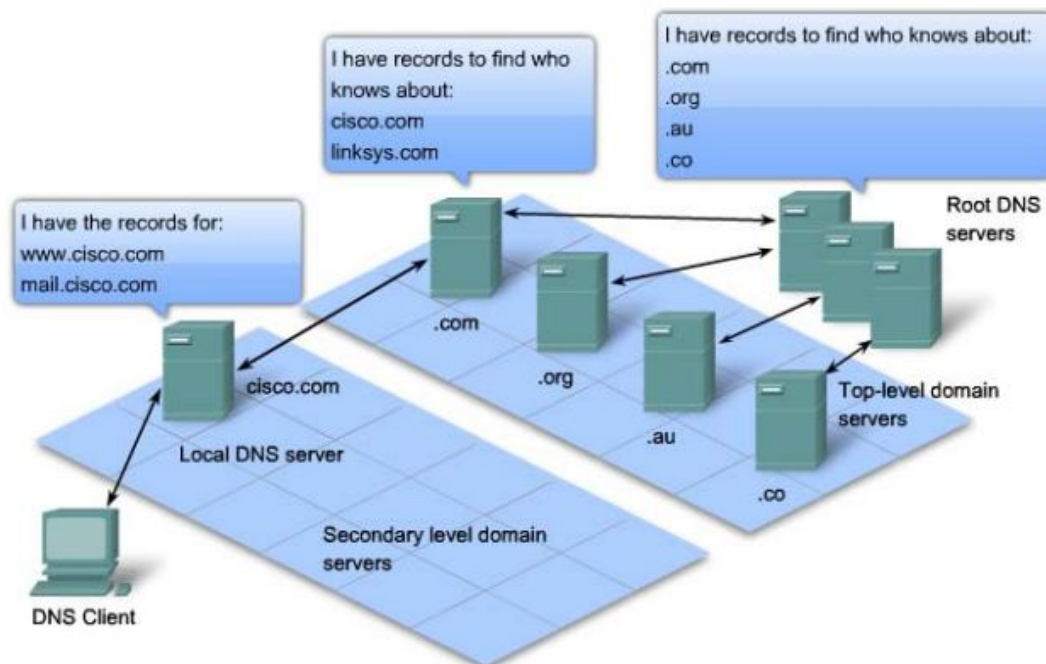 I have records to find who
knows about:
cisco.com
linksys.com
I have records to find who knows about:
.com
.org
.au
.co
I have the records for:
www.cisco.com
mail.cisco.com
Root DNS
servers
.com
.org
.au
.co
Top-level domain
servers
cisco.com
Local DNS server
Secondary level domain
servers
DNS Client